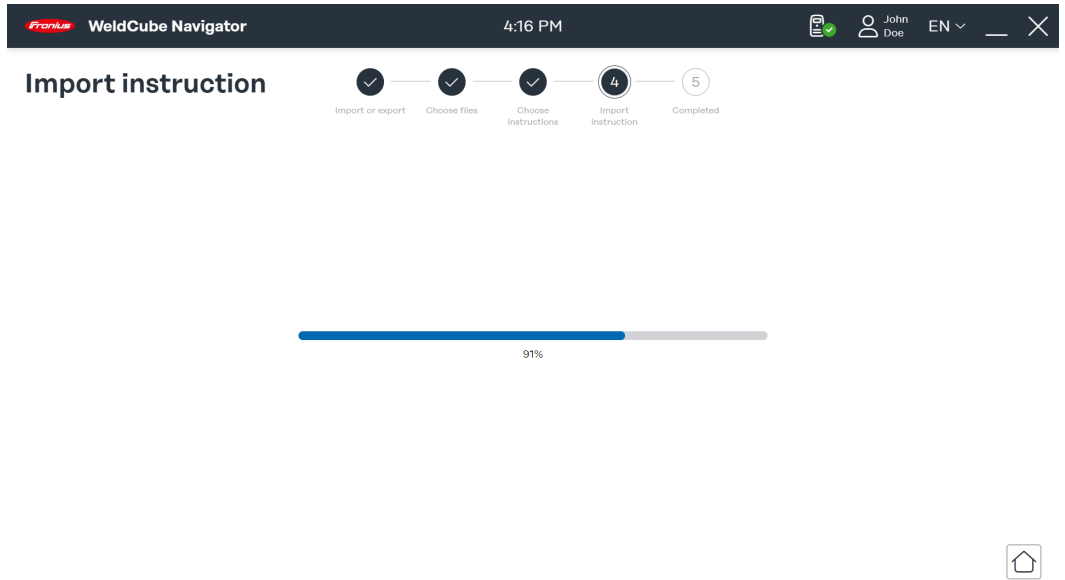 Fronius WeldCube Navigator
4:16 PM
John
Doe
EN
Import instruction
4
5
Import or export
Choose files
Choose
instructions
Import
instruction
Completed
91%